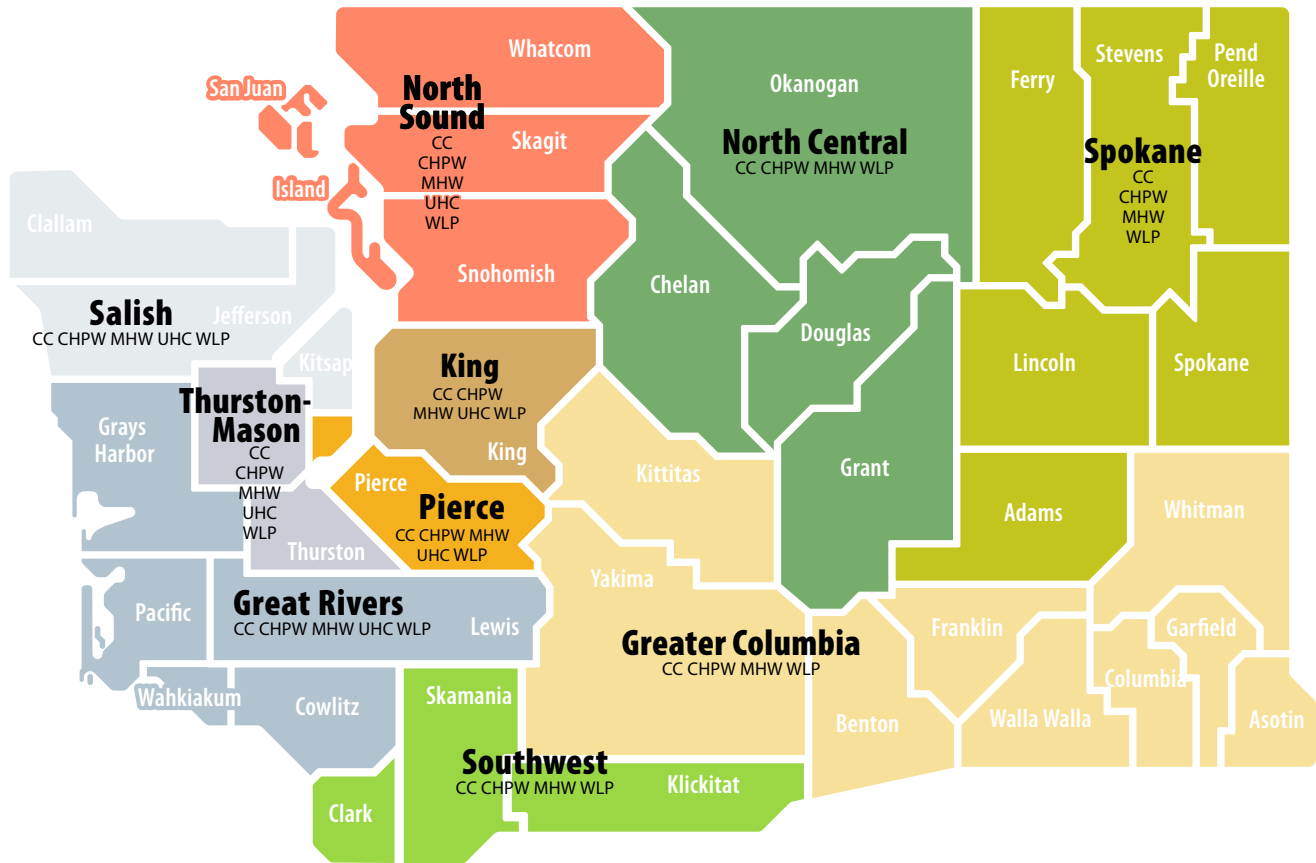 Whatcom
San Juan
North
Sound
CC
CHPW
MHW
UHC
WLP
Skagit
Island
Snohomish
Okanogan
North Central
CC CHPW MHW WLP
Chelan
Douglas
Grant
Ferry
Stevens
Pend
Oreille
Spokane
CC
CHPW
MHW
WLP
Lincoln
Spokane
Adams
Clallam
Salish
Jefferson
CC CHPW MHW UHC WLP
Kitsap
King
CC CHPW
MHW UHC WLP
King
Thurston-
Mason
CC
CHPW
MHW
UHC
WLP
Thurston
Grays
Harbor
Pierce
Pierce
CC CHPW MHW
UHC WLP
Kittitas
Yakima
Whitman
Pacific
Great Rivers
CC CHPW MHW UHC WLP
Lewis
Wahkiakum
Cowlitz
Greater Columbia
CC CHPW MHW WLP
Franklin
Garfield
Columbia
Benton
Walla Walla
Asotin
Skamania
Southwest
CC CHPW MHW WLP
Klickitat
Clark